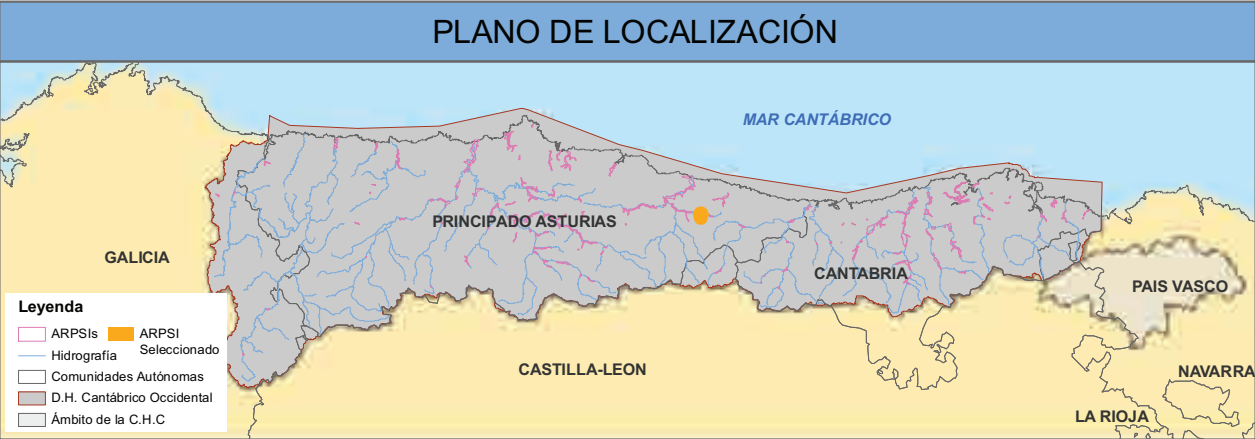 PLANO DE LOCALIZACIÓN
MAR CANTÁBRICO
PRINCIPADO ASTURIAS
GALICIA
CANTABRIA
PAIS VASCO
CASTILLA-LEON
NAVARRA
LA RIOJA
Leyenda
ARPSIs
ARPSI
Seleccionado
Hidrografía
Comunidades Autónomas
D.H. Cantábrico Occidental
Ámbito de la C.H.C